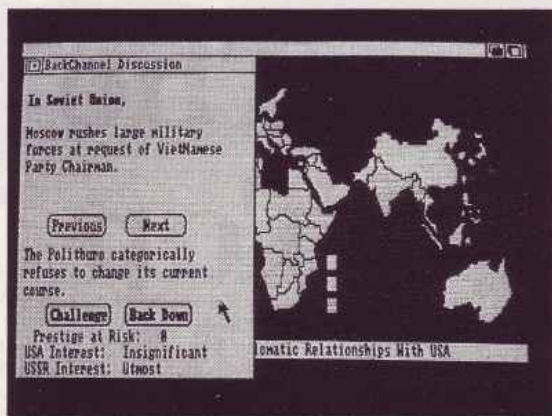 BackChannel Discussion
In Soviet Union,
Moscow rushes large military
forces at request of VietNamese
Party Chairman.
Previous
Next
The Politburo categorically
refuses to change its current
course.
Challenge
Back Down
Prestige at Risk: 0
USA Interest: Insignificant
USSR Interest: Utmost
lomatic Relationships With USA